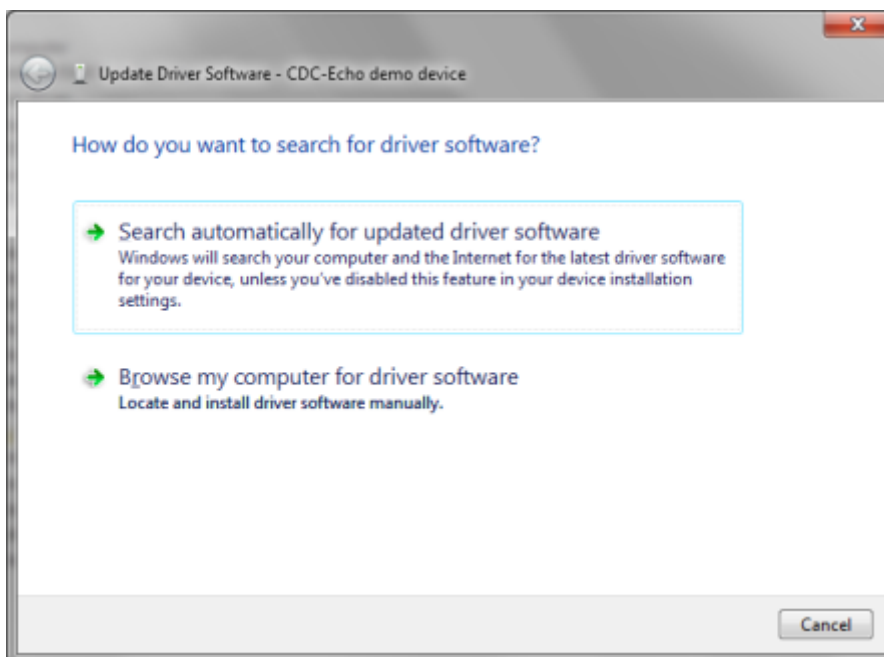 Update Driver Software - CDC-Echo demo device
How do you want to search for driver software?
Search automatically for updated driver software
Windows will search your computer and the Internet for the latest driver software
for your device, unless you've disabled this feature in your device installation
settings.
Browse my computer for driver software
Locate and install driver software manually.
Cancel